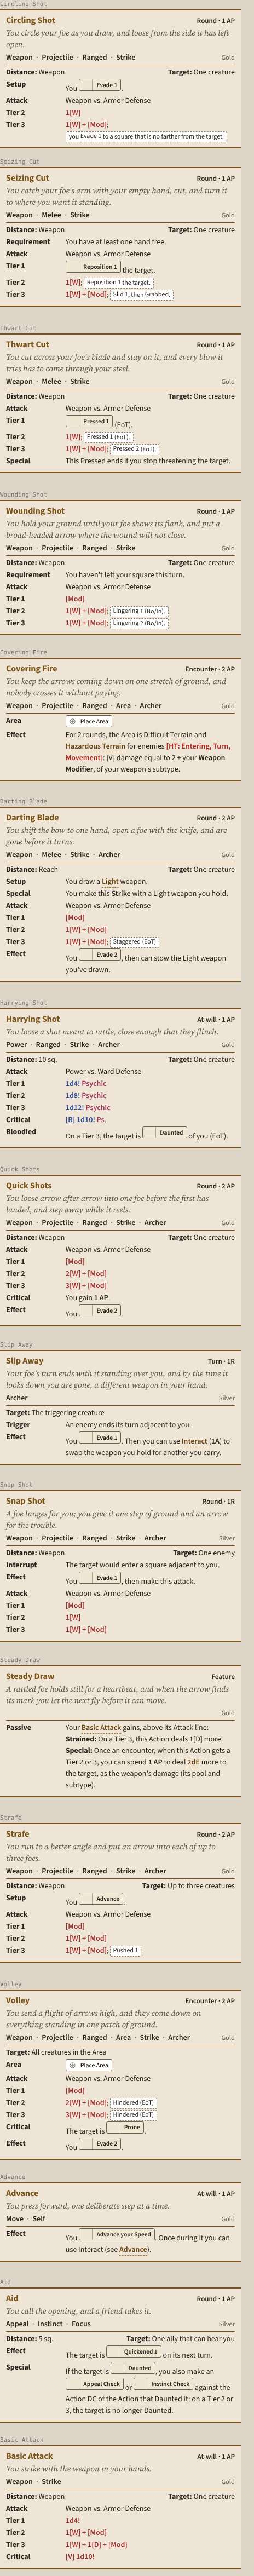 Circling Shot
Circling Shot Round · 1 AP
You circle your foe as you draw, and loose from the side it has left
open.
Weapon · Projectile · Ranged · Strike Gold
Distance: Weapon Target: One creature
Setup You Evade 1 .
Attack Weapon vs. Armor Defense
Tier 2 1[W]
Tier 3 1[W] + [Mod];
you Evade 1 to a square that is no farther from the target.
Seizing Cut
Seizing Cut Round · 1 AP
You catch your foe's arm with your empty hand, cut, and turn it
to where you want it standing.
Weapon · Melee · Strike Gold
Distance: Weapon Target: One creature
Requirement You have at least one hand free.
Attack Weapon vs. Armor Defense
Tier 1 Reposition 1 the target.
Tier 2 1[W]; Reposition 1 the target.
Tier 3 1[W] + [Mod]; Slid 1, then Grabbed.
Thwart Cut
Thwart Cut Round · 1 AP
You cut across your foe's blade and stay on it, and every blow it
tries has to come through your steel.
Weapon · Melee · Strike Gold
Distance: Weapon Target: One creature
Attack Weapon vs. Armor Defense
Tier 1 Pressed 1 (EoT).
Tier 2 1[W]; Pressed 1 (EoT).
Tier 3 1[W] + [Mod]; Pressed 2 (EoT).
Special This Pressed ends if you stop threatening the target.
Wounding Shot
Wounding Shot Round · 1 AP
You hold your ground until your foe shows its flank, and put a
broad-headed arrow where the wound will not close.
Weapon · Projectile · Ranged · Strike Gold
Distance: Weapon Target: One creature
Requirement You haven't left your square this turn.
Attack Weapon vs. Armor Defense
Tier 1 [Mod]
Tier 2 1[W] + [Mod]; Lingering 1 (Bo/In).
Tier 3 1[W] + [Mod]; Lingering 2 (Bo/In).
Covering Fire
Covering Fire Encounter · 2 AP
You keep the arrows coming down on one stretch of ground, and
nobody crosses it without paying.
Weapon · Projectile · Ranged · Area · Archer Gold
Area Place Area
Effect For 2 rounds, the Area is Difficult Terrain and
Hazardous Terrain for enemies [HT: Entering, Turn,
Movement]: [V] damage equal to 2 + your Weapon
Modifier, of your weapon's subtype.
Darting Blade
Darting Blade Round · 2 AP
You shift the bow to one hand, open a foe with the knife, and are
gone before it turns.
Weapon · Melee · Strike · Archer Gold
Distance: Reach Target: One creature
Setup You draw a Light weapon.
Special You make this Strike with a Light weapon you hold.
Attack Weapon vs. Armor Defense
Tier 1 [Mod]
Tier 2 1[W] + [Mod]
Tier 3 1[W] + [Mod]; Staggered (EoT)
Effect You Evade 2 , then can stow the Light weapon
you've drawn.
Harrying Shot
Harrying Shot At-will · 1 AP
You loose a shot meant to rattle, close enough that they flinch.
Power · Ranged · Strike · Archer Gold
Distance: 10 sq. Target: One creature
Attack Power vs. Ward Defense
Tier 1 1d4! Psychic
Tier 2 1d8! Psychic
Tier 3 1d12! Psychic
Critical [R] 1d10! Ps.
Bloodied On a Tier 3, the target is Daunted of you (EoT).
Quick Shots
Quick Shots Round · 2 AP
You loose arrow after arrow into one foe before the first has
landed, and step away while it reels.
Weapon · Projectile · Ranged · Strike · Archer Gold
Distance: Weapon Target: One creature
Attack Weapon vs. Armor Defense
Tier 1 [Mod]
Tier 2 2[W] + [Mod]
Tier 3 3[W] + [Mod]
Critical You gain 1 AP.
Effect You Evade 2 .
Slip Away
Slip Away Turn · 1R
Your foe's turn ends with it standing over you, and by the time it
looks down you are gone, a different weapon in your hand.
Archer Silver
Target: The triggering creature
Trigger An enemy ends its turn adjacent to you.
Effect You Evade 1 . Then you can use Interact (1A) to
swap the weapon you hold for another you carry.
Snap Shot
Snap Shot Round · 1R
A foe lunges for you; you give it one step of ground and an arrow
for the trouble.
Weapon · Projectile · Ranged · Strike · Archer Silver
Distance: Weapon Target: One enemy
Interrupt The target would enter a square adjacent to you.
Effect You Evade 1 , then make this attack.
Attack Weapon vs. Armor Defense
Tier 1 [Mod]
Tier 2 1[W]
Tier 3 1[W] + [Mod]
Steady Draw
Steady Draw Feature
A rattled foe holds still for a heartbeat, and when the arrow finds
its mark you let the next fly before it can move.
Gold
Passive Your Basic Attack gains, above its Attack line:
Strained: On a Tier 3, this Action deals 1[D] more.
Special: Once an encounter, when this Action gets a
Tier 2 or 3, you can spend 1 AP to deal 2dE more to
the target, as the weapon's damage (its pool and
subtype).
Strafe
Strafe Round · 2 AP
You run to a better angle and put an arrow into each of up to
three foes.
Weapon · Projectile · Ranged · Strike · Archer Gold
Distance: Weapon Target: Up to three creatures
Setup You Advance .
Attack Weapon vs. Armor Defense
Tier 1 [Mod]
Tier 2 1[W] + [Mod]
Tier 3 1[W] + [Mod]; Pushed 1
Volley
Volley Encounter · 2 AP
You send a flight of arrows high, and they come down on
everything standing in one patch of ground.
Weapon · Projectile · Ranged · Area · Strike · Archer Gold
Target: All creatures in the Area
Area Place Area
Attack Weapon vs. Armor Defense
Tier 1 [Mod]
Tier 2 2[W] + [Mod]; Hindered (EoT)
Tier 3 3[W] + [Mod]; Hindered (EoT)
Critical The target is Prone .
Effect You Evade 2 .
Advance
Advance At-will · 1 AP
You press forward, one deliberate step at a time.
Move · Self
Effect You Advance your Speed . Once during it you can
use Interact (see Advance).
Aid
Aid Round · 1 AP
You call the opening, and a friend takes it.
Appeal · Instinct · Focus Silver
Distance: 5 sq. Target: One ally that can hear you
Effect The target is Quickened 1 on its next turn.
Special If the target is Daunted , you also make an
Appeal Check or Instinct Check against the
Action DC of the Action that Daunted it: on a Tier 2 or
3, the target is no longer Daunted.
Basic Attack
Basic Attack At-will · 1 AP
You strike with the weapon in your hands.
Weapon · Strike Gold
Distance: Weapon Target: One creature
Attack Weapon vs. Armor Defense
Tier 1 1d4!
Tier 2 1[W] + [Mod]
Tier 3 1[W] + 1[D] + [Mod]
Critical [V] 1d10!